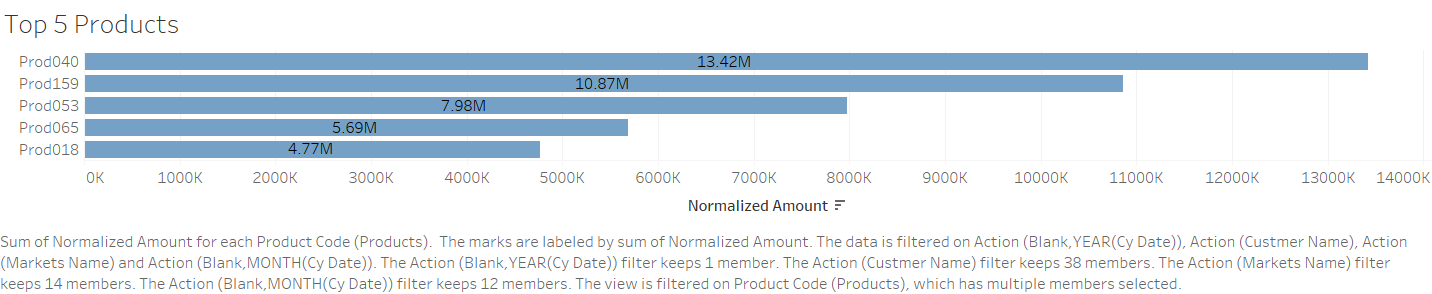 Top 5 Products
Prod040
13.42M
Prod159
10.87M
Prod053
7.98M
Prod065
5.69M
Prod018
4.77M
0K 1000K 2000K 3000K 4000K 5000K 6000K 7000K 8000K 9000K 10000K 11000K 12000K 13000K 14000K
Normalized Amount
Sum of Normalized Amount for each Product Code (Products).  The marks are labeled by sum of Normalized Amount. The data is filtered on Action (Blank,YEAR(Cy Date)), Action (Custmer Name), Action
(Markets Name) and Action (Blank,MONTH(Cy Date)). The Action (Blank,YEAR(Cy Date)) filter keeps 1 member. The Action (Custmer Name) filter keeps 38 members. The Action (Markets Name) filter
keeps 14 members. The Action (Blank,MONTH(Cy Date)) filter keeps 12 members. The view is filtered on Product Code (Products), which has multiple members selected.